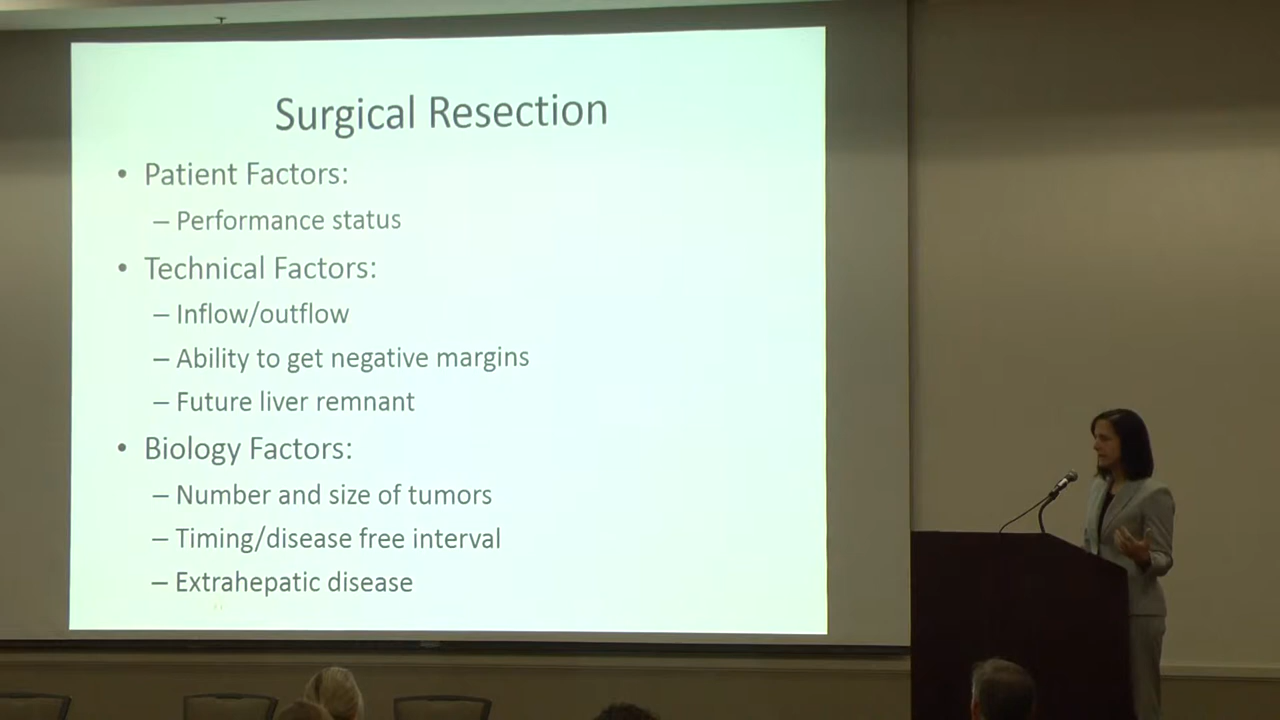 Surgical Resection
• Patient Factors:
– Performance status
• Technical Factors:
– Inflow/outflow
– Ability to get negative margins
– Future liver remnant
• Biology Factors:
– Number and size of tumors
– Timing/disease free interval
– Extrahepatic disease